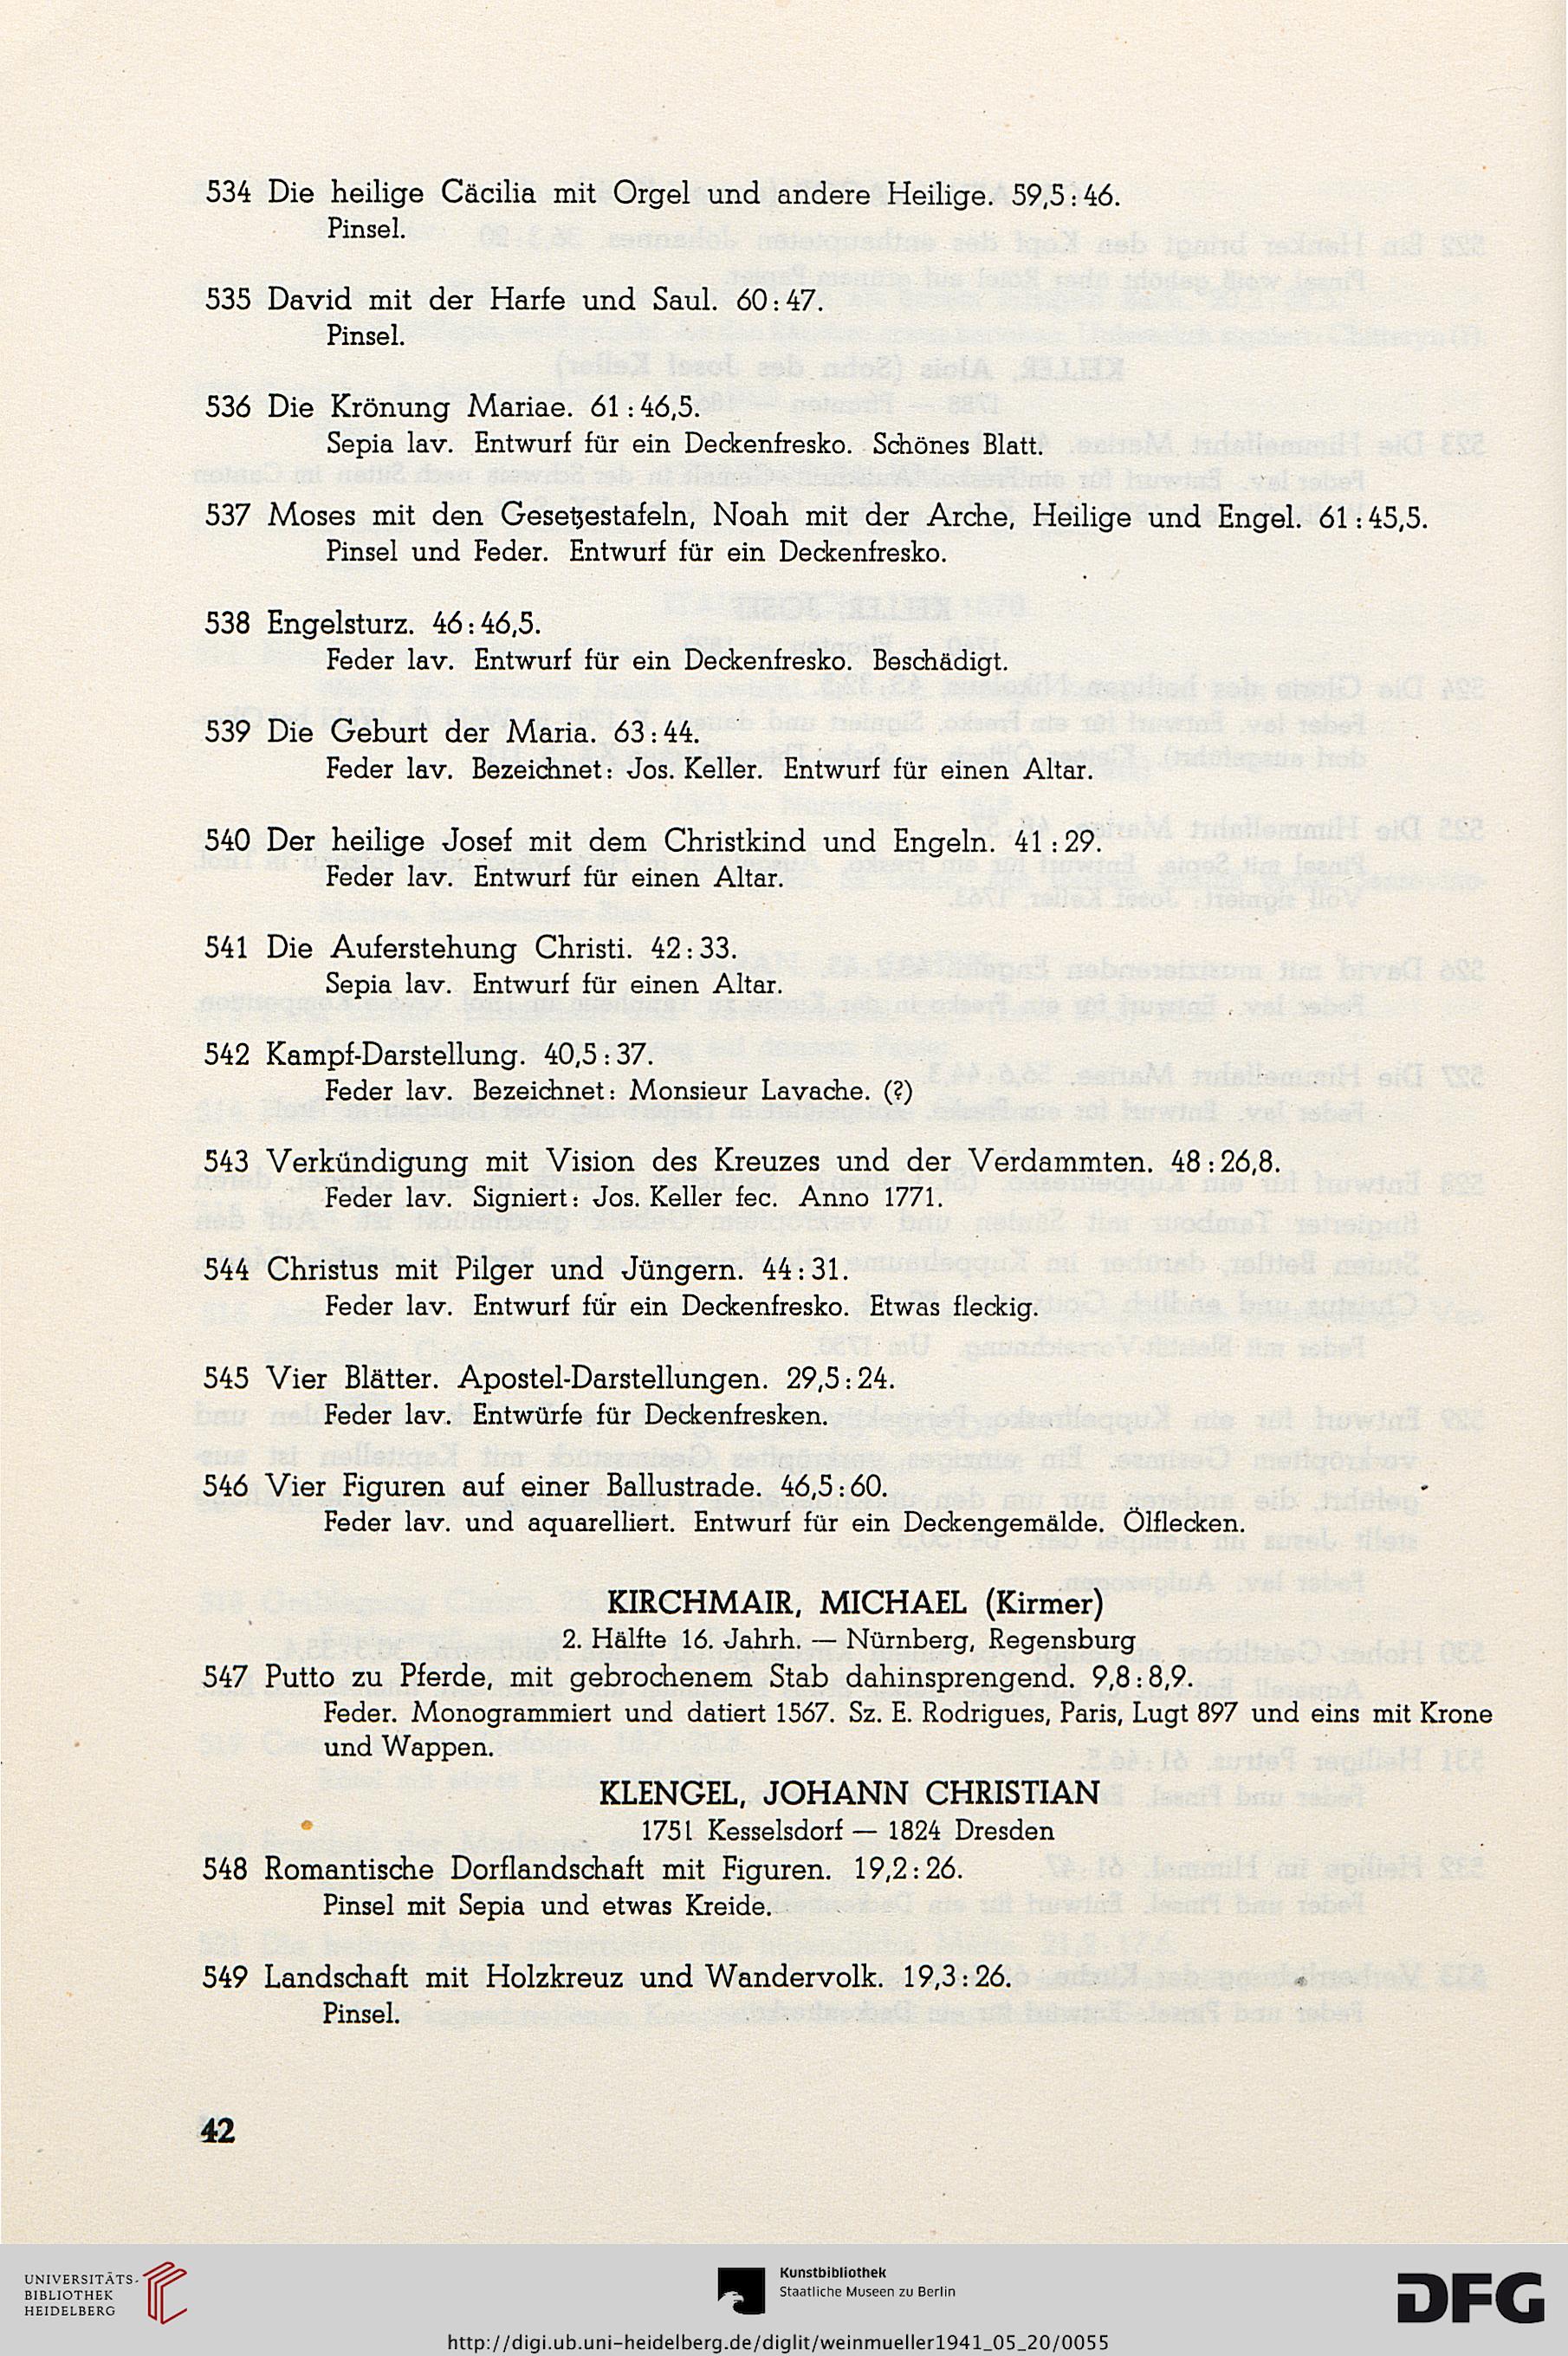 534 Die heilige Cäcilia mit Orgel und andere Heilige. 59,5:46.
Pinsel.
535 David mit der Harfe und Saul. 60:47.
Pinsel.
536 Die Krönung Mariae. 61:46,5.
Sepia lav. Entwurf für ein Deckenfresko. Schönes Blatt.
537 Moses mit den Gesetzestafeln, Noah mit der Arche, Heilige und Engel. 61:45,5.
Pinsel und Feder. Entwurf für ein Deckenfresko.
538 Engelsturz. 46:46,5.
Feder lav. Entwurf für ein Deckenfresko. Beschädigt.
539 Die Geburt der Maria. 63:44.
Feder lav. Bezeichnet: Jos. Keller. Entwurf für einen Altar.
540 Der heilige Josef mit dem Christkind und Engeln. 41:29.
Feder lav. Entwurf für einen Altar.
541 Die Auferstehung Christi. 42:33.
Sepia lav. Entwurf für einen Altar.
542 Kampf-Darstellung. 40,5:37.
Feder lav. Bezeichnet: Monsieur Lavache. (?)
543 Verkündigung mit Vision des Kreuzes und der Verdammten. 48:26,8.
Feder lav. Signiert: Jos. Keller fec. Anno 1771.
544 Christus mit Pilger und Jüngern. 44:31.
Feder lav. Entwurf für ein Deckenfresko. Etwas fleckig.
545 Vier Blätter. Apostel-Darstellungen. 29,5:24.
Feder lav. Entwürfe für Deckenfresken.
546 Vier Figuren auf einer Ballustrade. 46,5:60.
Feder lav. und aquarelliert. Entwurf für ein Deckengemälde. Ölflecken.
KIRCHMAIR, MICHAEL (Kirmer)
2. Hälfte 16. Jahrh. — Nürnberg, Regensburg
547 Putto zu Pferde, mit gebrochenem Stab dahinsprengend. 9,8:8,9.
Feder. Monogrammiert und datiert 1567. Sz. E. Rodrigues, Paris, Lugt 897 und eins mit Krone
und Wappen.
KLENGEL, JOHANN CHRISTIAN
1751 Kesselsdorf — 1824 Dresden
548 Romantische Dorflandschaft mit Figuren. 19,2:26.
Pinsel mit Sepia und etwas Kreide.
549 Landschaft mit Holzkreuz und Wandervolk. 19,3:26.
Pinsel.
42
UNIVERSITÄTS-
BIBLIOTHEK
HEIDELBERG
Kunstbibliothek
Staatliche Museen zu Berlin
DFG
http://digi.ub.uni-heidelberg.de/diglit/weinmueller1941_05_20/0055